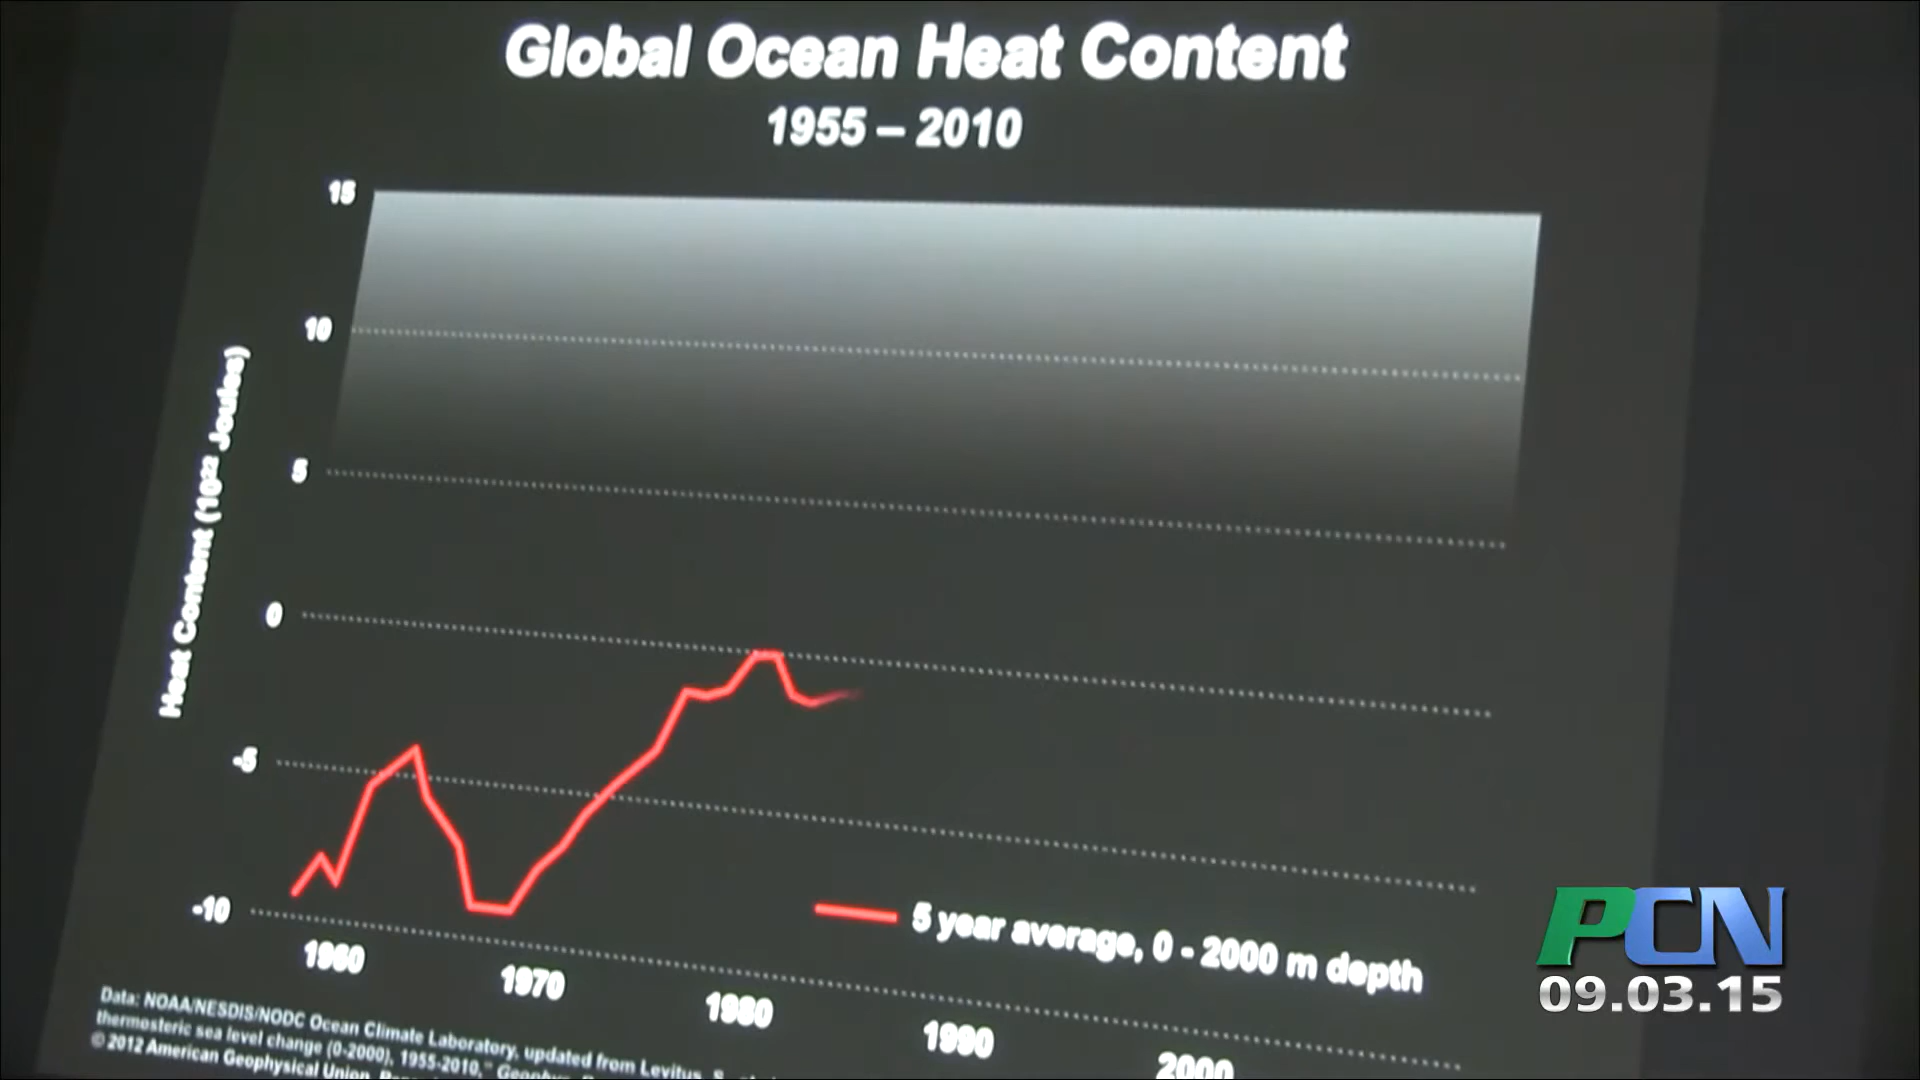 Global Ocean Heat Content
1955 – 2010
15
10
5
0
-5
-10
Heat Content (10²² Joules)
1960
1970
1980
1990
2000
5 year average, 0 - 2000 m depth
Data: NOAA/NESDIS/NODC Ocean Climate Laboratory, updated from Levitus, S.
thermosteric sea level change (0-2000), 1955-2010," Geophys.
© 2012 American Geophysical Union.
PCN
09.03.15